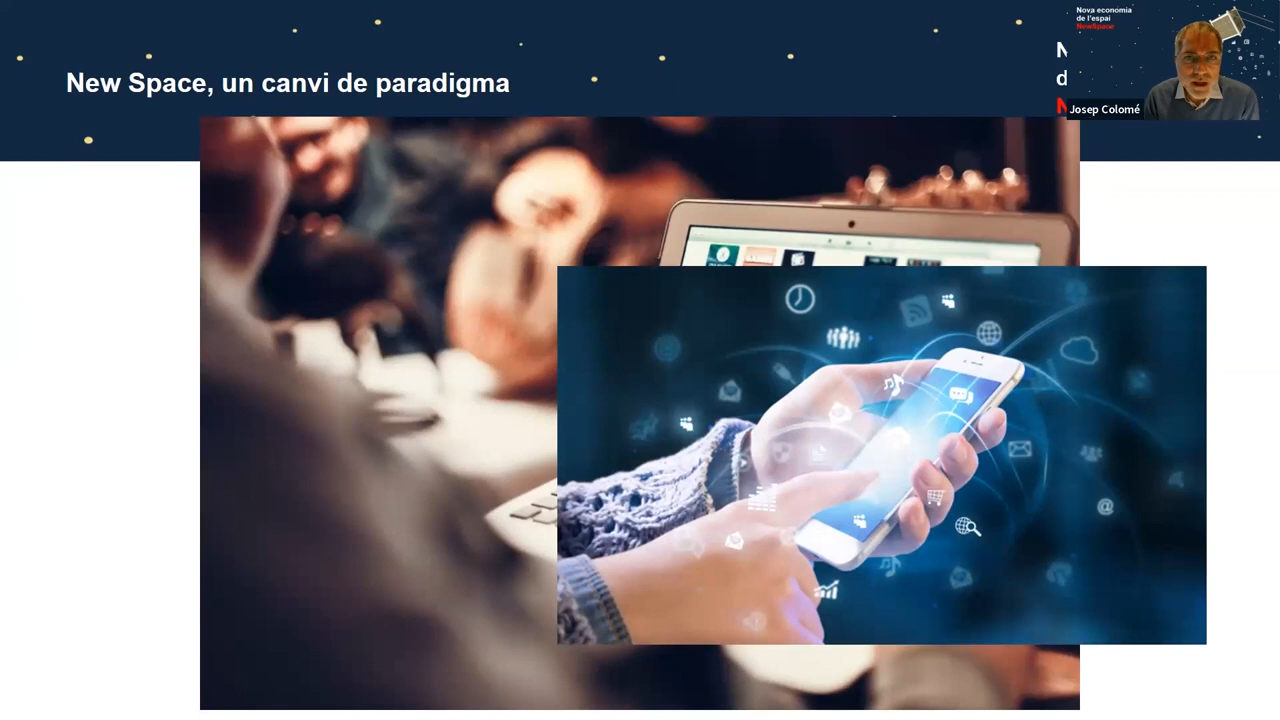 New Space, un canvi de paradigma
Nova economia
de l'espai
NewSpace
N
d
N
Josep Colomé